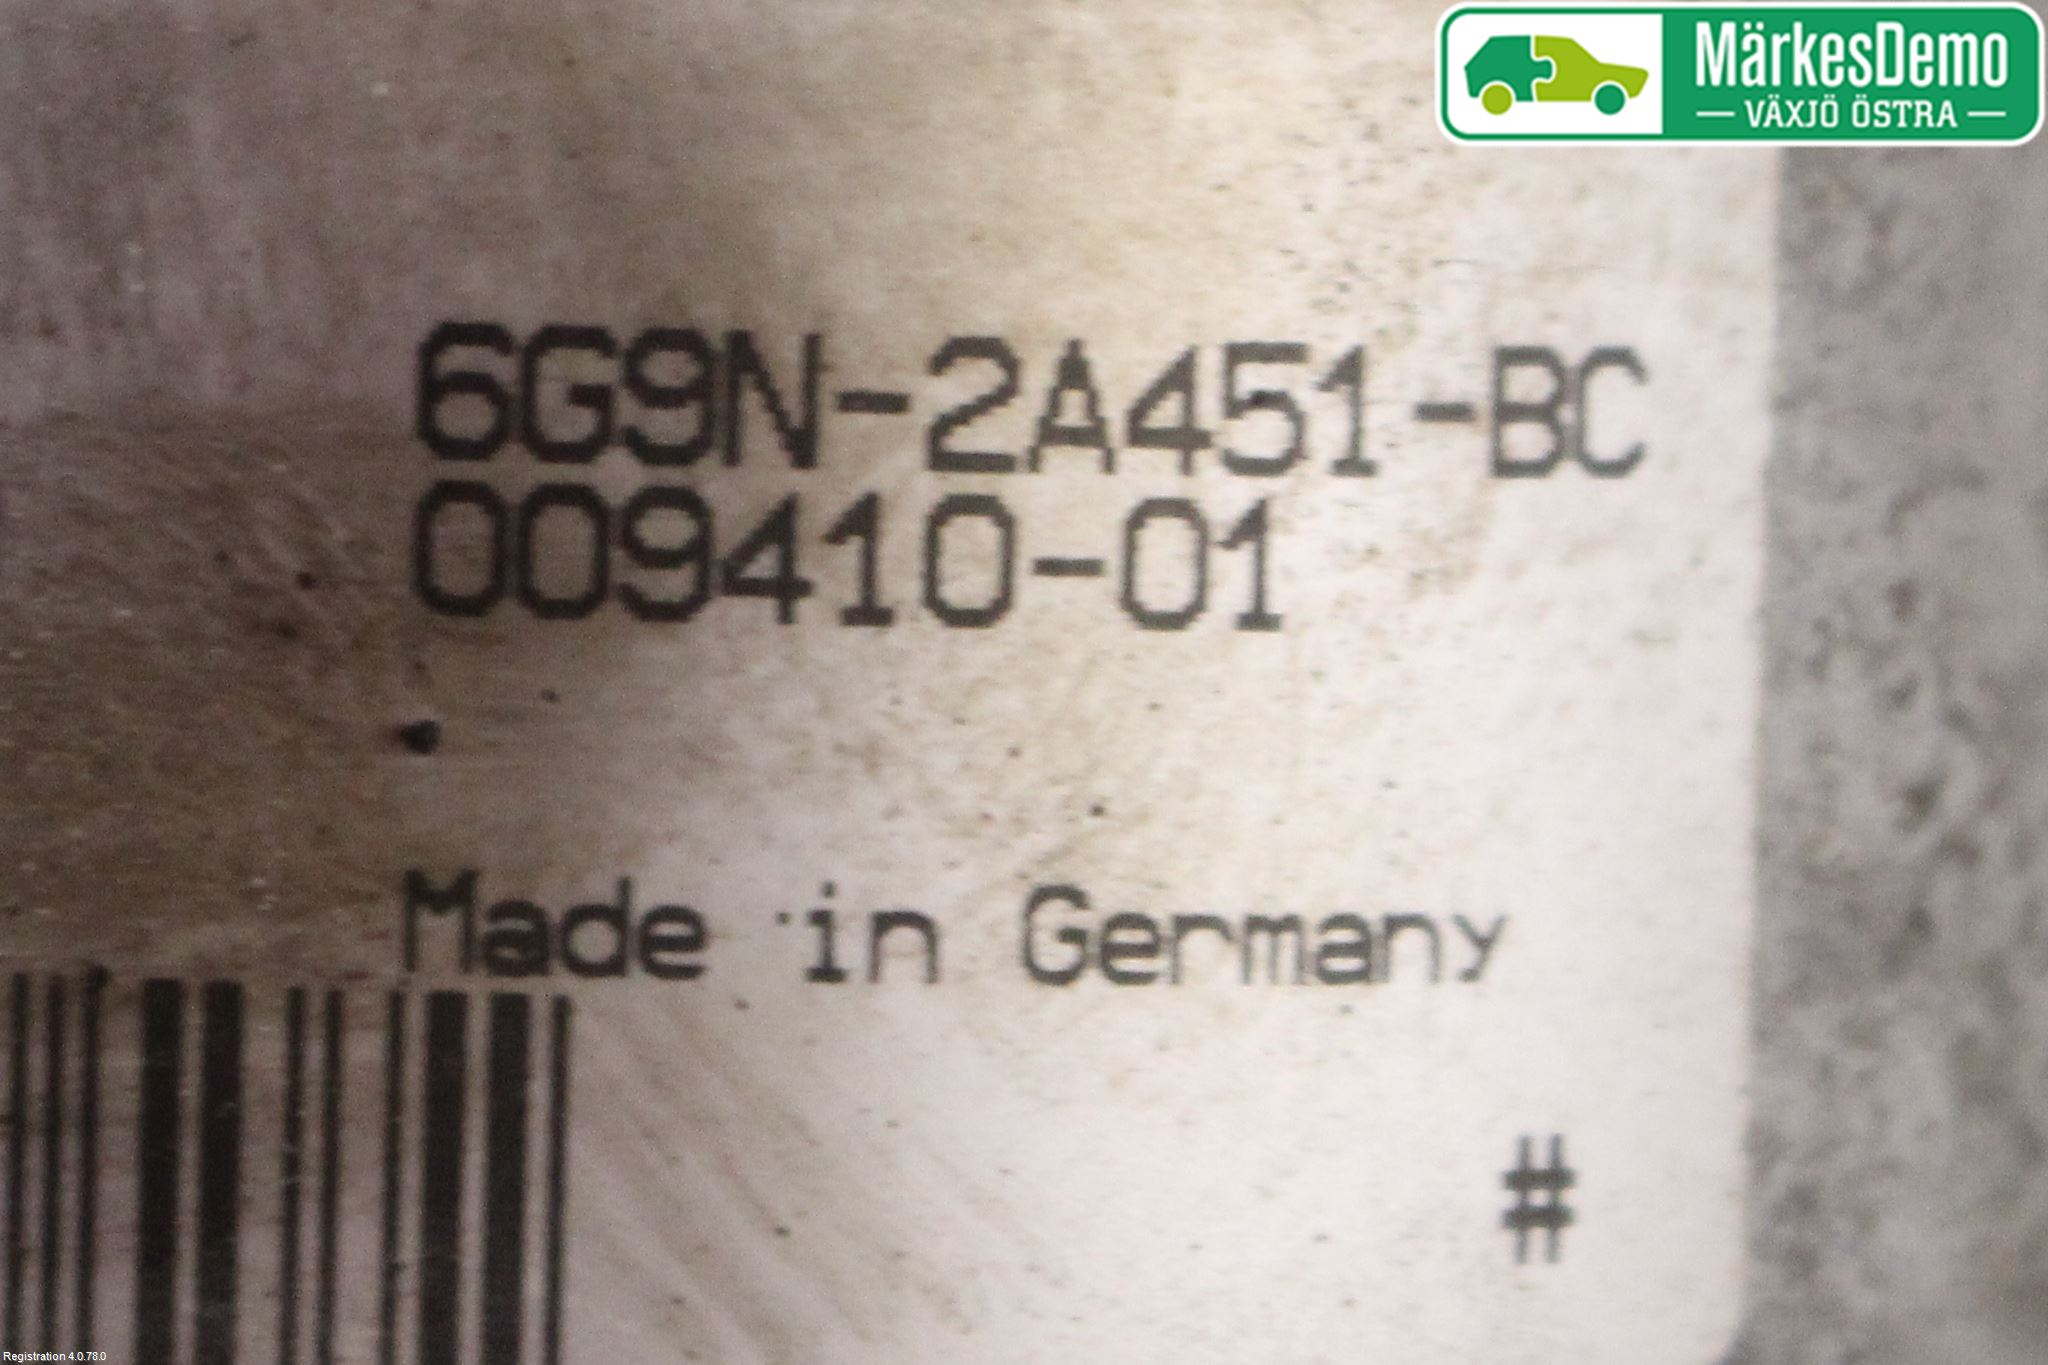 MärkesDemo
VÄXJÖ ÖSTRA
6G9N-2A451-BC
009410-01
Made in Germany
#
Registration 4.0.78.0